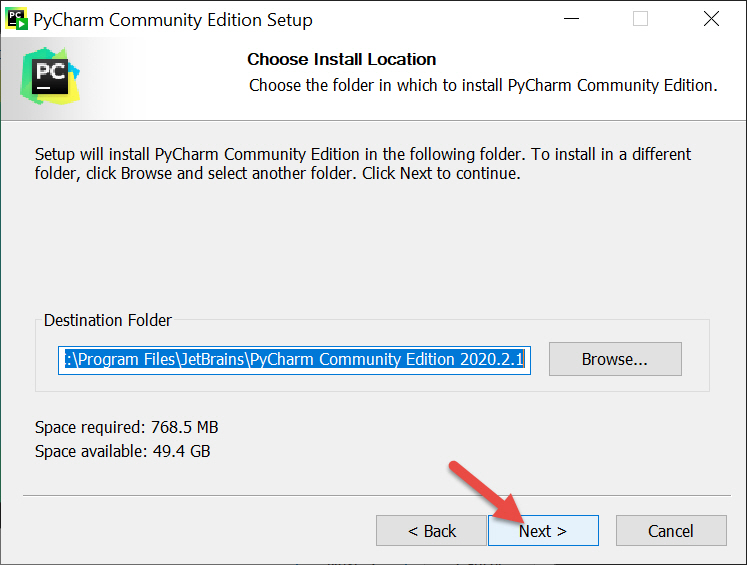 PyCharm Community Edition Setup
PC
Choose Install Location
Choose the folder in which to install PyCharm Community Edition.
Setup will install PyCharm Community Edition in the following folder. To install in a different
folder, click Browse and select another folder. Click Next to continue.
Destination Folder
:\Program Files\JetBrains\PyCharm Community Edition 2020.2.1
Browse...
Space required: 768.5 MB
Space available: 49.4 GB
< Back
Next >
Cancel